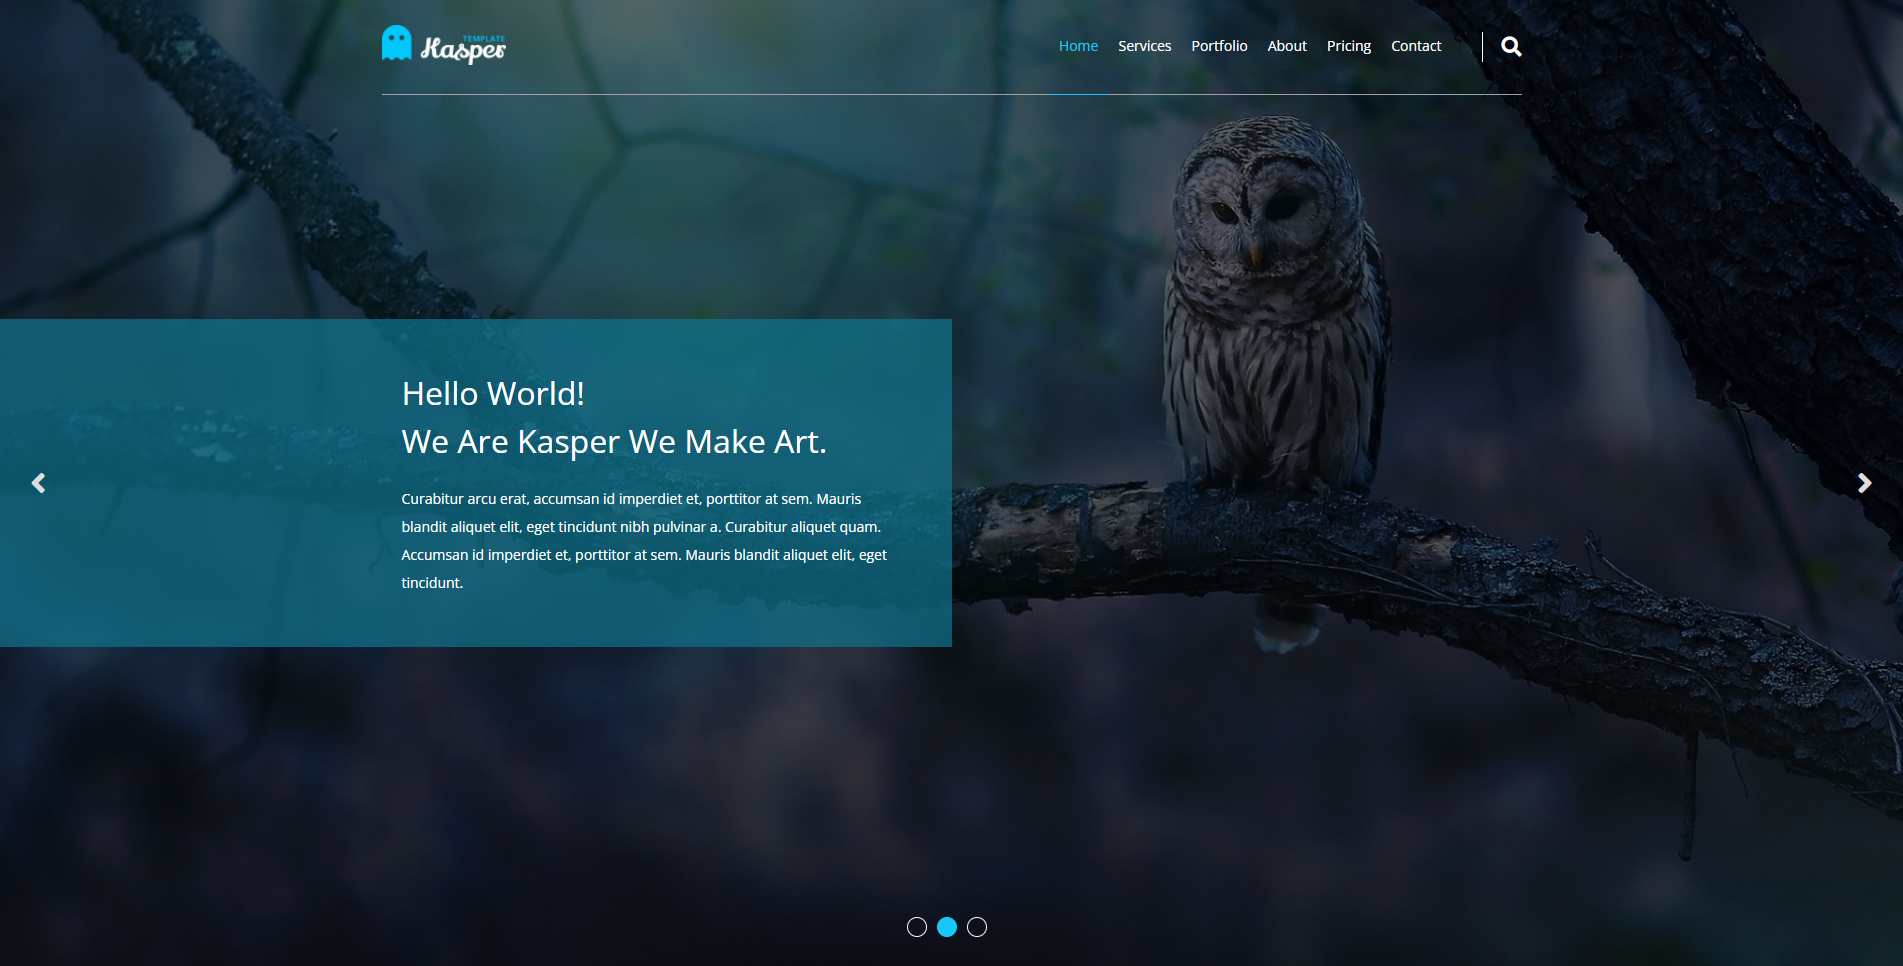 TEMPLATE
Kasper
Home Services Portfolio About Pricing Contact
Hello World!
We Are Kasper We Make Art.
Curabitur arcu erat, accumsan id imperdiet et, porttitor at sem. Mauris
blandit aliquet elit, eget tincidunt nibh pulvinar a. Curabitur aliquet quam.
Accumsan id imperdiet et, porttitor at sem. Mauris blandit aliquet elit, eget
tincidunt.